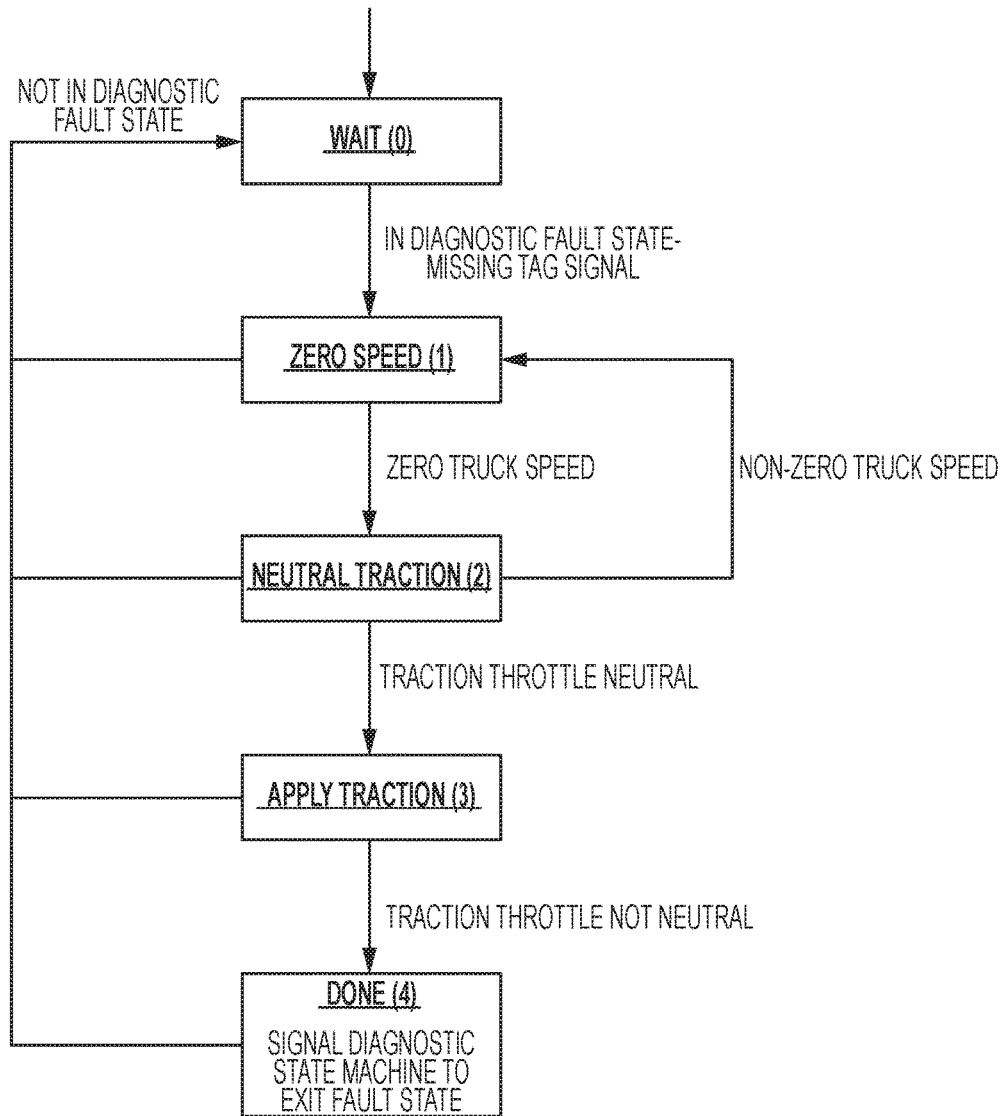 NOT IN DIAGNOSTIC
FAULT STATE
WAIT (0)
IN DIAGNOSTIC FAULT STATE-
MISSING TAG SIGNAL
ZERO SPEED (1)
ZERO TRUCK SPEED
NON-ZERO TRUCK SPEED
NEUTRAL TRACTION (2)
TRACTION THROTTLE NEUTRAL
APPLY TRACTION (3)
TRACTION THROTTLE NOT NEUTRAL
DONE (4)
SIGNAL DIAGNOSTIC
STATE MACHINE TO
EXIT FAULT STATE